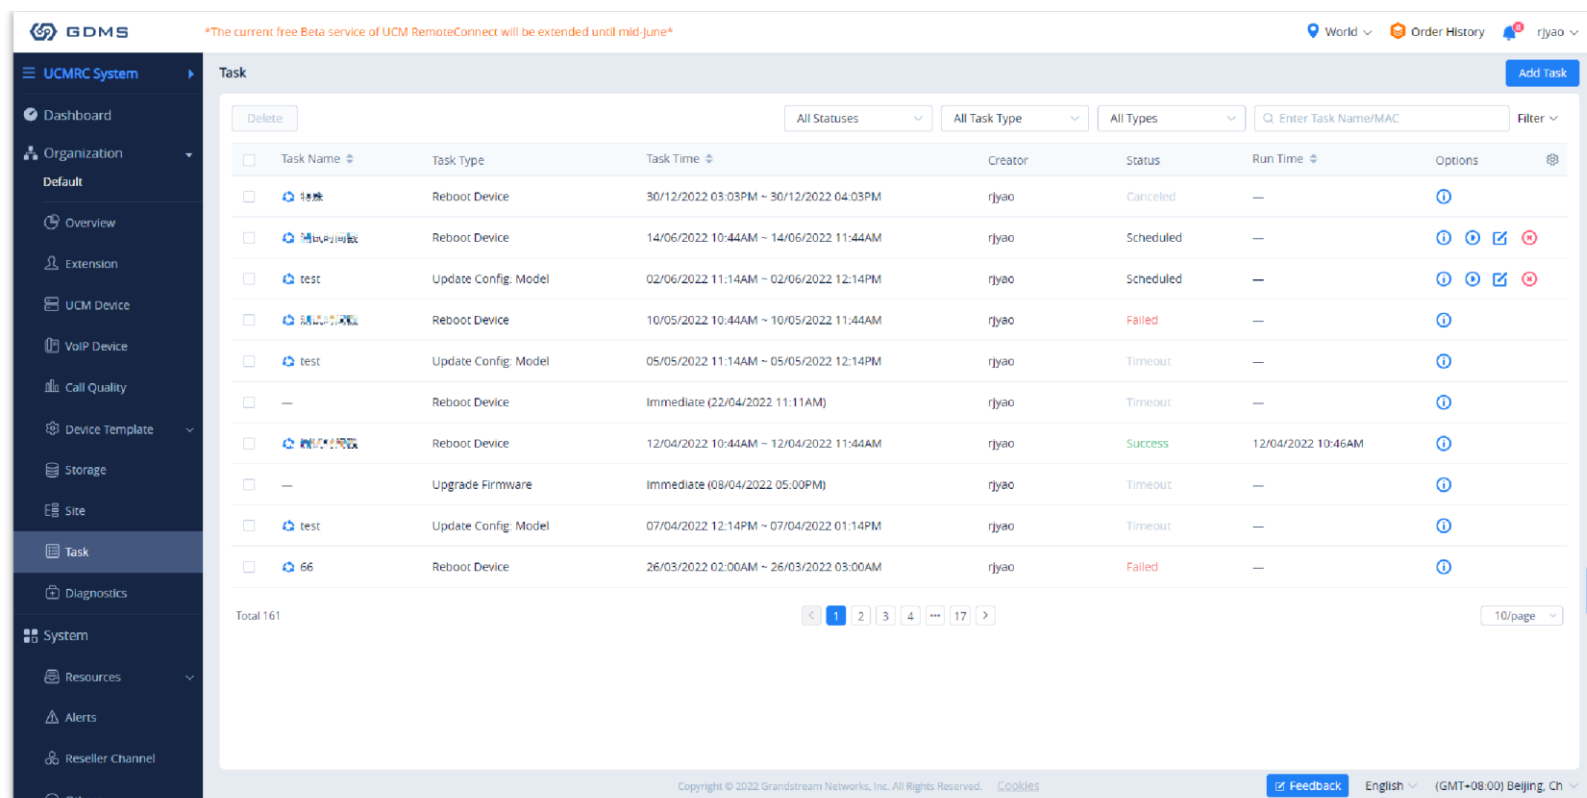 GDMS
*The current free Beta service of UCM RemoteConnect will be extended until mid-June*
World
Order History
8
rjyao
UCMRC System
Task
Add Task
Dashboard
Organization
Default
Overview
Extension
UCM Device
VoIP Device
Call Quality
Device Template
Storage
Site
Task
Diagnostics
System
Resources
Alerts
Reseller Channel
Delete
All Statuses
All Task Type
All Types
Enter Task Name/MAC
Filter
Task Name Task Type Task Time Creator Status Run Time Options
Reboot Device 30/12/2022 03:03PM ~ 30/12/2022 04:03PM rjyao Canceled —
Reboot Device 14/06/2022 10:44AM ~ 14/06/2022 11:44AM rjyao Scheduled —
test Update Config: Model 02/06/2022 11:14AM ~ 02/06/2022 12:14PM rjyao Scheduled —
Reboot Device 10/05/2022 10:44AM ~ 10/05/2022 11:44AM rjyao Failed —
test Update Config: Model 05/05/2022 11:14AM ~ 05/05/2022 12:14PM rjyao Timeout —
— Reboot Device Immediate (22/04/2022 11:11AM) rjyao Timeout —
Reboot Device 12/04/2022 10:44AM ~ 12/04/2022 11:44AM rjyao Success 12/04/2022 10:46AM
— Upgrade Firmware Immediate (08/04/2022 05:00PM) rjyao Timeout —
test Update Config: Model 07/04/2022 12:14PM ~ 07/04/2022 01:14PM rjyao Timeout —
66 Reboot Device 26/03/2022 02:00AM ~ 26/03/2022 03:00AM rjyao Failed —
Total 161
< 1 2 3 4 ··· 17 >
10/page
Copyright © 2022 Grandstream Networks, Inc. All Rights Reserved. Cookies
Feedback
English
(GMT+08:00) Beijing, Ch